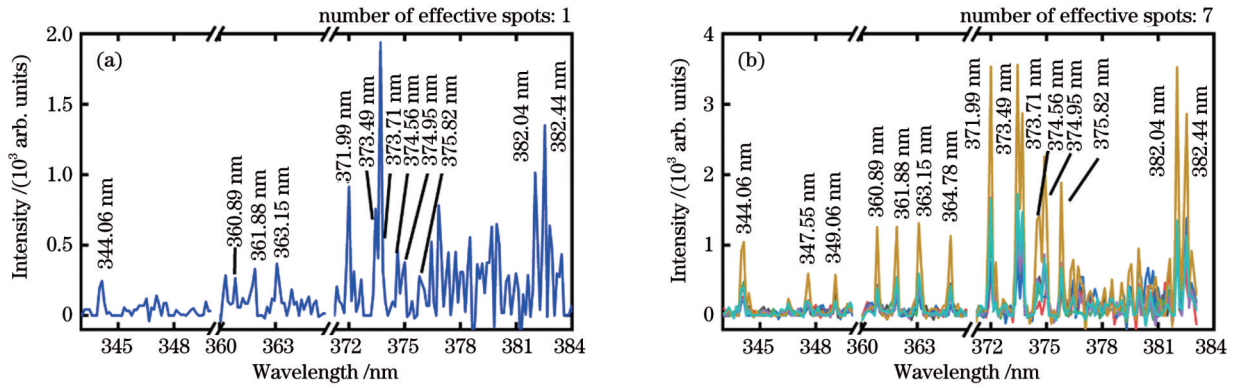 number of effective spots: 1
(a)
2.0
1.5
1.0
0.5
0
Intensity /(10³ arb. units)
344.06 nm
360.89 nm
361.88 nm
363.15 nm
371.99 nm
373.49 nm
373.71 nm
374.56 nm
374.95 nm
375.82 nm
382.04 nm
382.44 nm
345 348 360 363 372 375 378 381 384
Wavelength /nm
number of effective spots: 7
(b)
4
3
2
1
0
Intensity /(10³ arb. units)
344.06 nm
347.55 nm
349.06 nm
360.89 nm
361.88 nm
363.15 nm
364.78 nm
371.99 nm
373.49 nm
373.71 nm
374.56 nm
374.95 nm
375.82 nm
382.04 nm
382.44 nm
345 348 360 363 372 375 378 381 384
Wavelength /nm